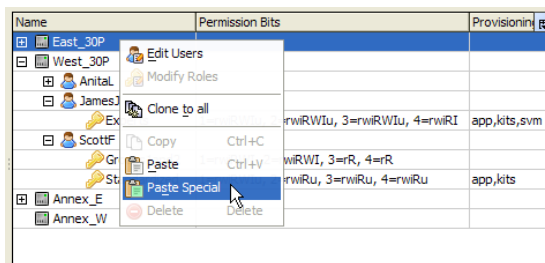 Name Permission Bits Provisioning
East_30P
West_30P
Edit Users
AnitaL
Modify Roles
JamesJ
Clone to all
Ex rwiRWIu, 3=rwiRWIu, 4=rwiRI app,kits,svm
ScottF
Copy Ctrl+C
Gr wiRWI, 3=rR, 4=rR
Paste Ctrl+V
St rwiRu, 3=rwiRu, 4=rwiRu app,kits
Paste Special
Annex_E
Delete Delete
Annex_W